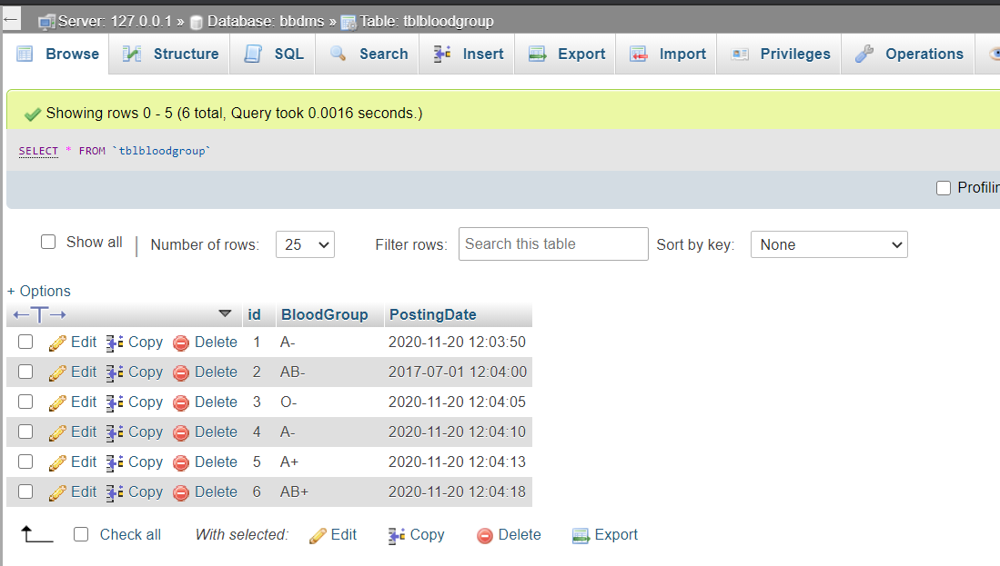 Server: 127.0.0.1 » Database: bbdms » Table: tblbloodgroup
Browse Structure SQL Search Insert Export Import Privileges Operations
Showing rows 0 - 5 (6 total, Query took 0.0016 seconds.)
SELECT * FROM `tblbloodgroup`
Show all | Number of rows: 25 Filter rows: Search this table Sort by key: None
+ Options
←T→ id BloodGroup PostingDate
Edit Copy Delete 1 A- 2020-11-20 12:03:50
Edit Copy Delete 2 AB- 2017-07-01 12:04:00
Edit Copy Delete 3 O- 2020-11-20 12:04:05
Edit Copy Delete 4 A- 2020-11-20 12:04:10
Edit Copy Delete 5 A+ 2020-11-20 12:04:13
Edit Copy Delete 6 AB+ 2020-11-20 12:04:18
Check all With selected: Edit Copy Delete Export